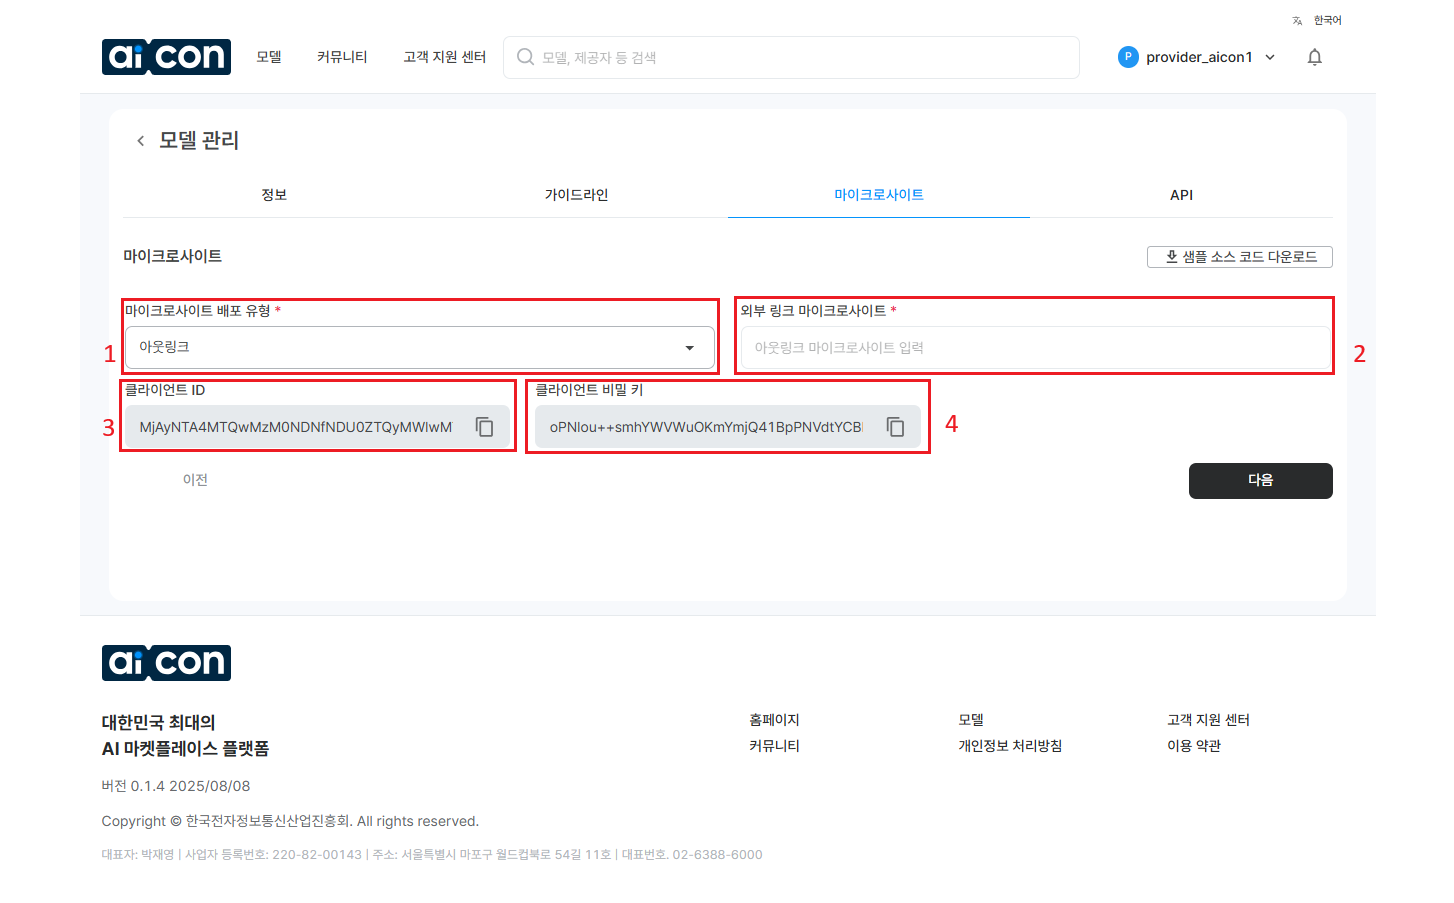 한국어
ai con
모델
커뮤니티
고객 지원 센터
모델, 제공자 등 검색
P
provider_aicon1
모델 관리
정보
가이드라인
마이크로사이트
API
마이크로사이트
샘플 소스 코드 다운로드
마이크로사이트 배포 유형 *
외부 링크 마이크로사이트 *
1
아웃링크
아웃링크 마이크로사이트 입력
2
클라이언트 ID
클라이언트 비밀 키
3
MjAyNTA4MTQwMzM0NDNfNDU0ZTQyMWIwM
oPNlou++smhYWVWuOKmYmjQ41BpPNVdtYCB
4
이전
다음
ai con
대한민국 최대의
AI 마켓플레이스 플랫폼
홈페이지
모델
고객 지원 센터
커뮤니티
개인정보 처리방침
이용 약관
버전 0.1.4 2025/08/08
Copyright © 한국전자정보통신산업진흥회. All rights reserved.
대표자: 박재영 | 사업자 등록번호: 220-82-00143 | 주소: 서울특별시 마포구 월드컵북로 54길 11호 | 대표번호. 02-6388-6000